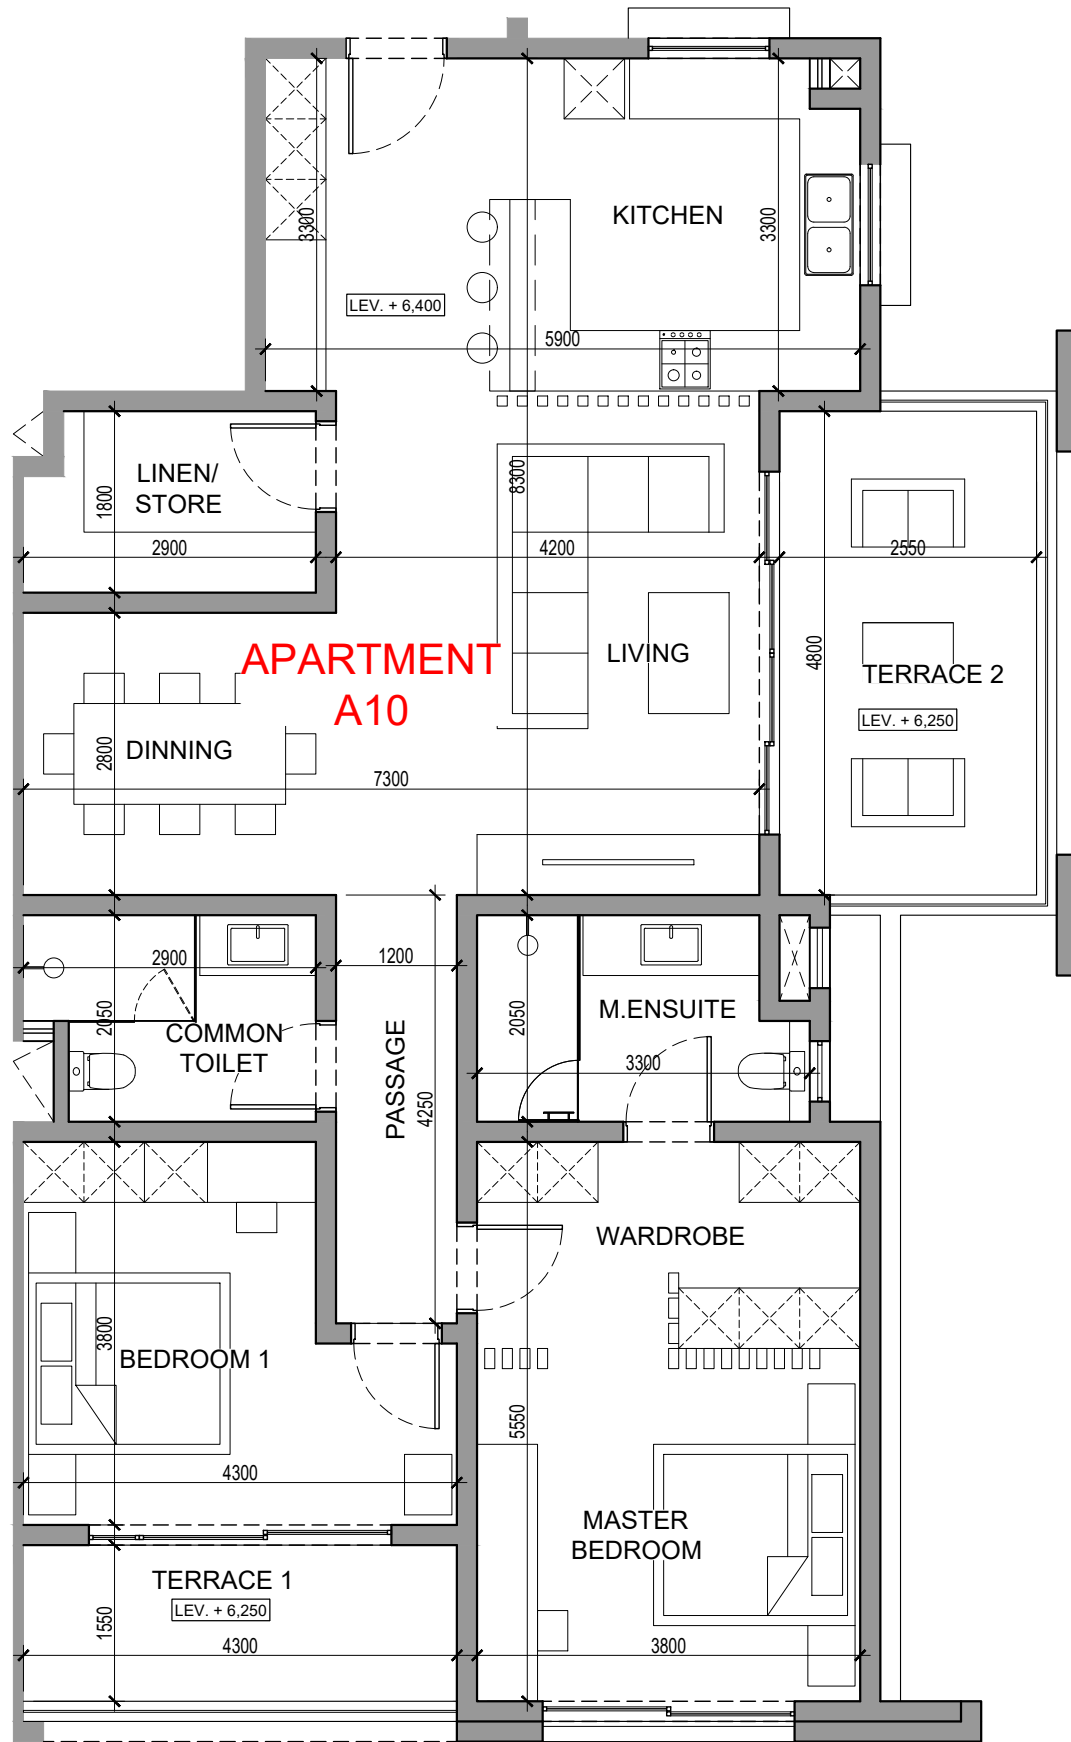 KITCHEN
3300
3300
LEV. + 6,400
5900
LINEN/
STORE
1800
8300
2900
4200
2550
APARTMENT
A10
LIVING
4800
TERRACE 2
LEV. + 6,250
DINNING
2800
7300
2900
1200
2050
COMMON
TOILET
PASSAGE
4250
2050
M.ENSUITE
3300
WARDROBE
3800
BEDROOM 1
5550
4300
MASTER
BEDROOM
TERRACE 1
LEV. + 6,250
1550
4300
3800